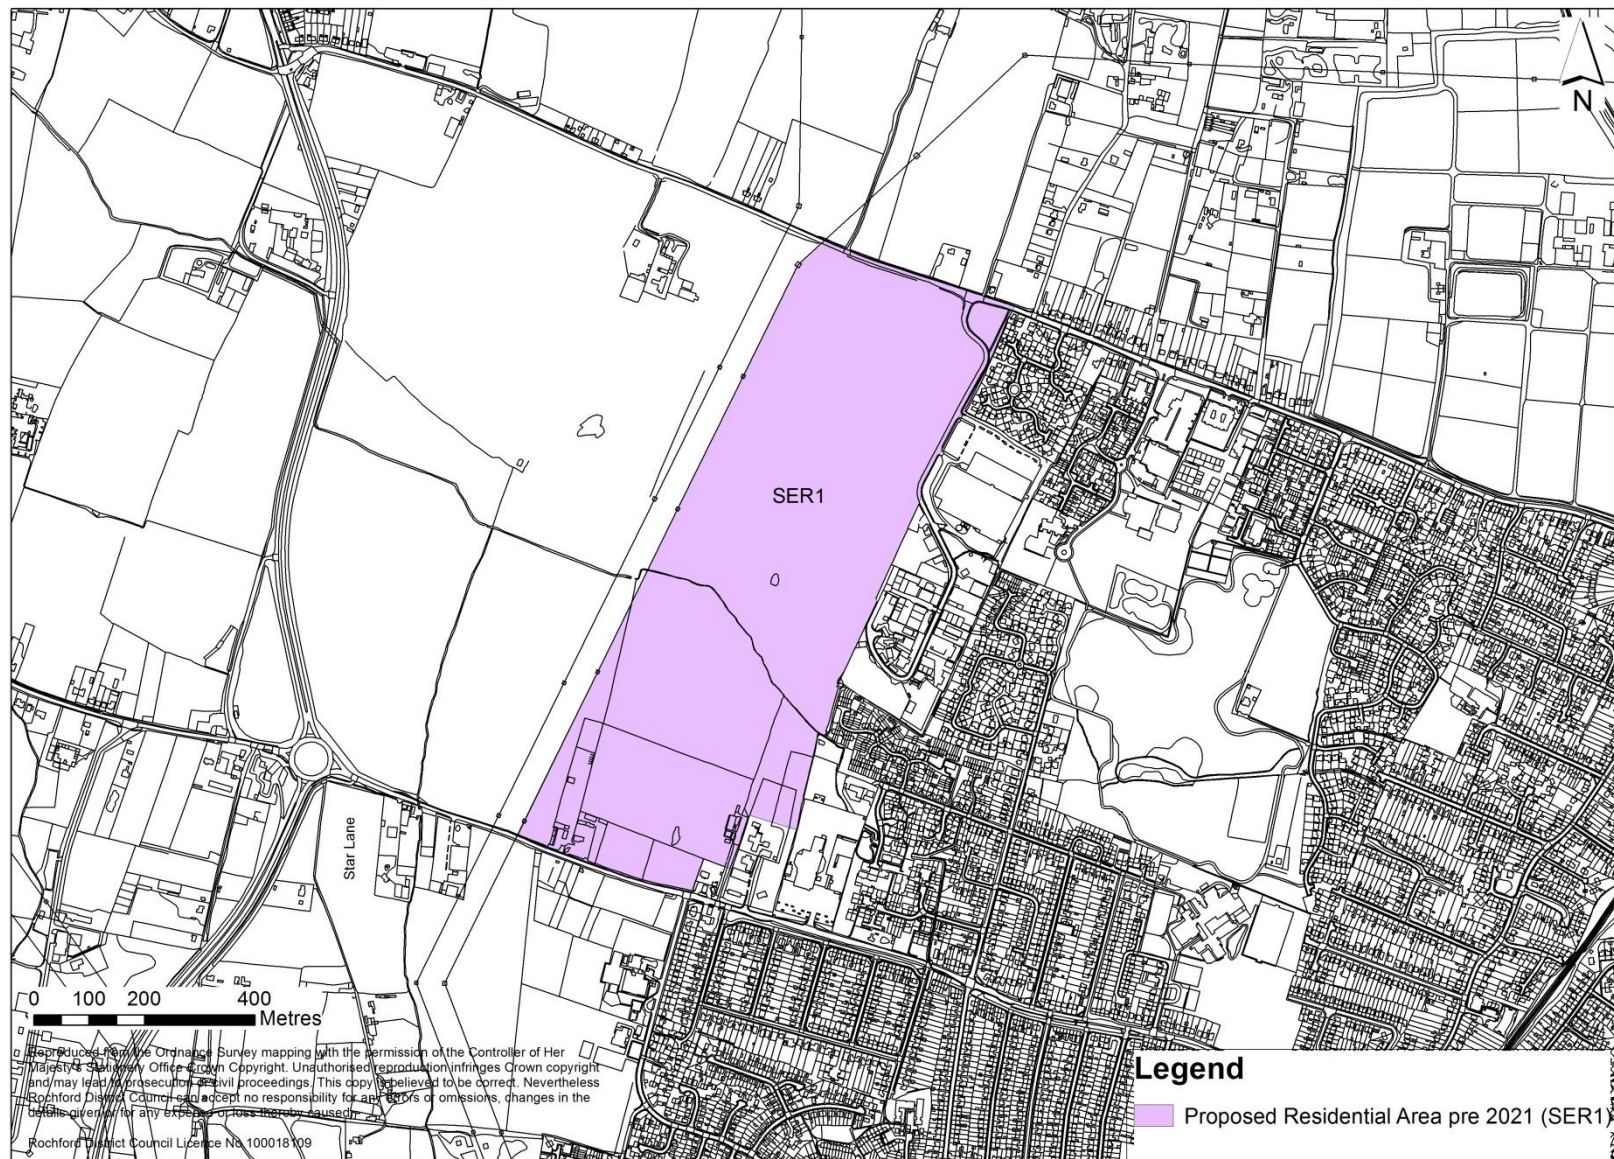 N
SER1
Star Lane
0 100 200 400
Metres
Reproduced from the Ordnance Survey mapping with the permission of the Controller of Her
Majesty's Stationery Office Crown Copyright. Unauthorised reproduction infringes Crown copyright
and may lead to prosecution or civil proceedings. This copy is believed to be correct. Nevertheless
Rochford District Council can accept no responsibility for any errors or omissions, changes in the
details given or for any expense or loss thereby caused.
Rochford District Council Licence No 100018109
Legend
Proposed Residential Area pre 2021 (SER1)